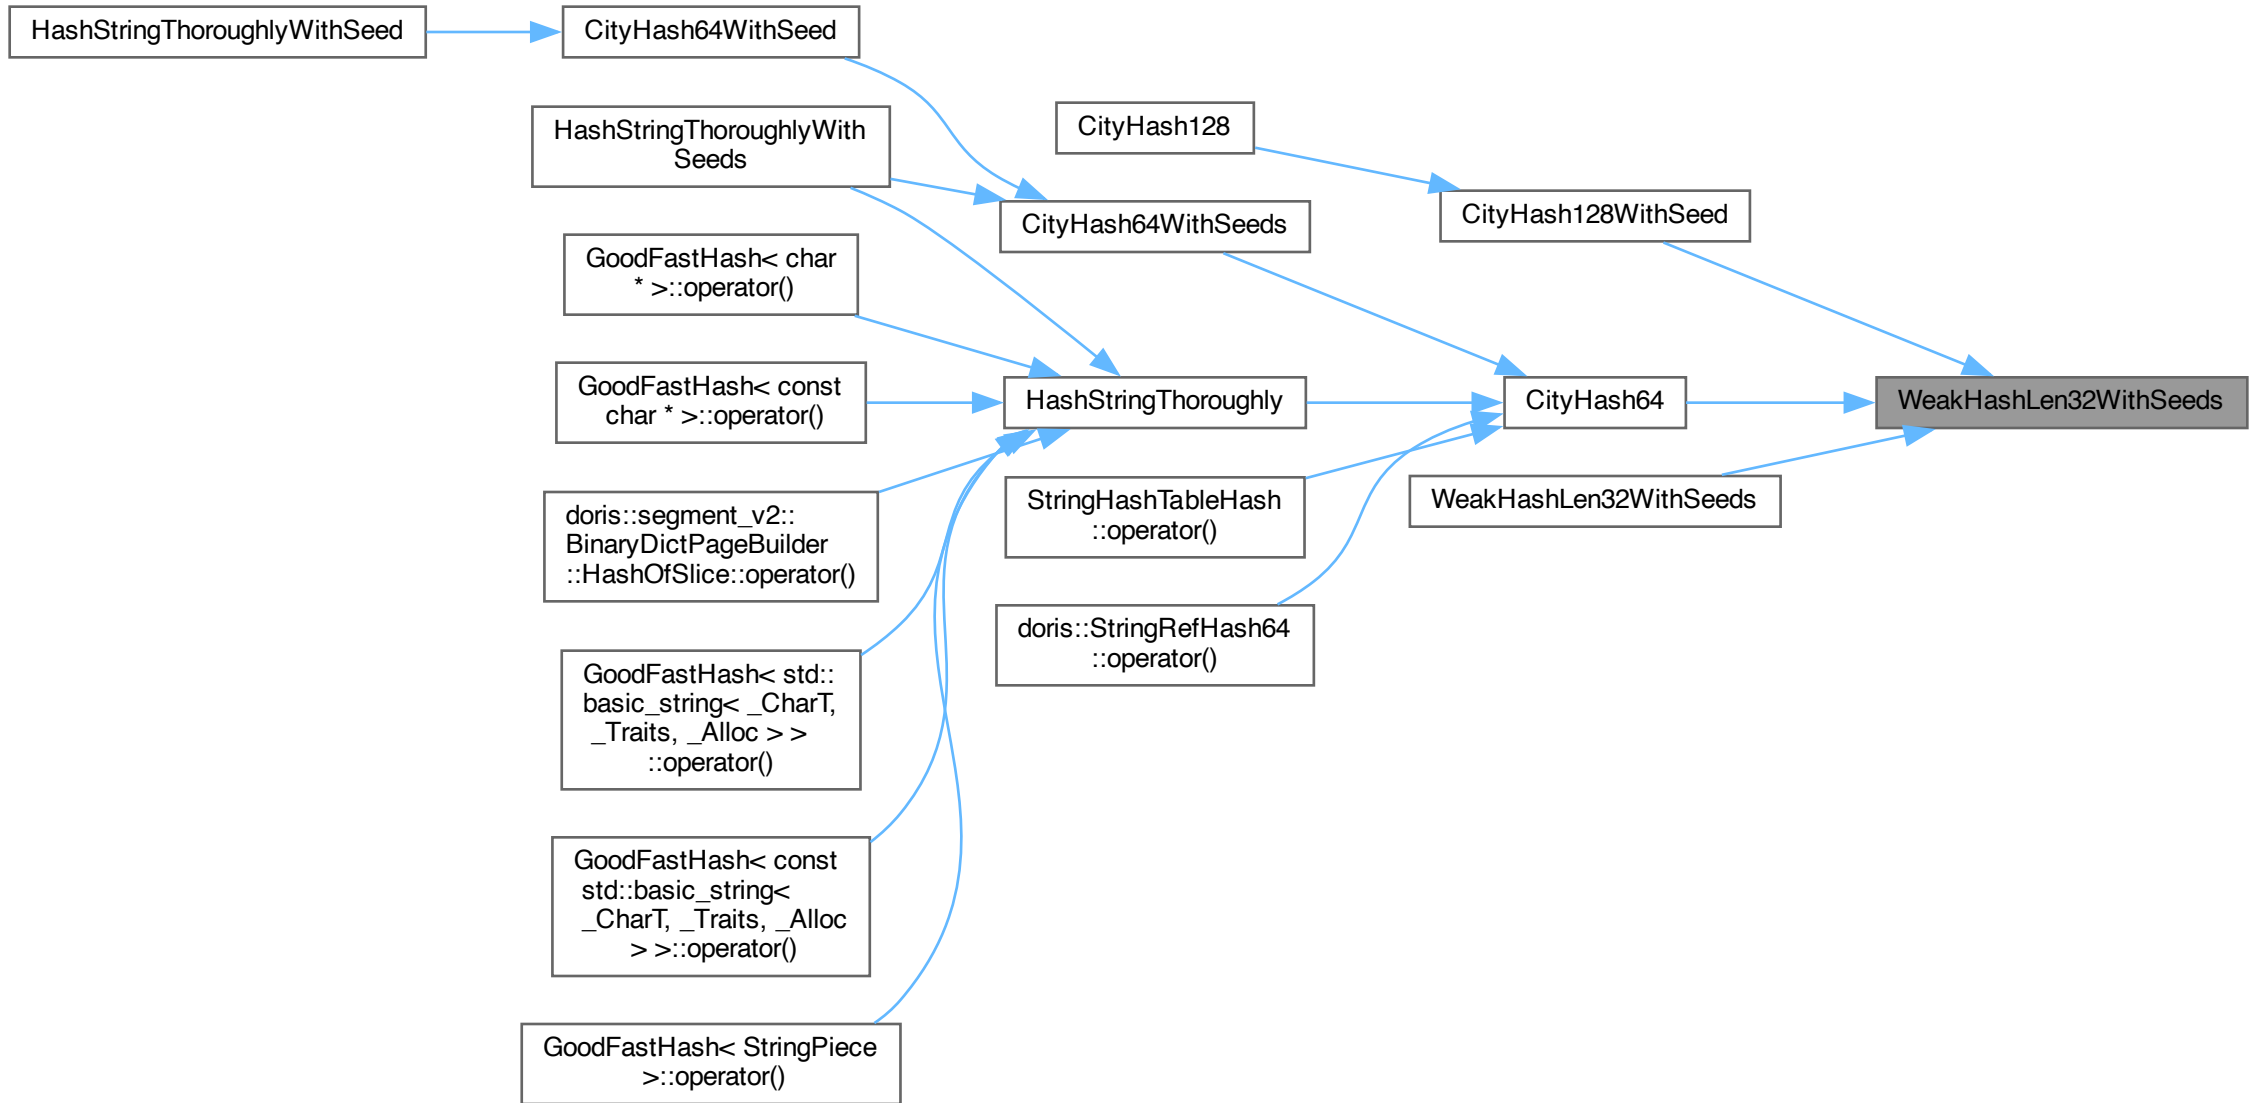 HashStringThoroughlyWithSeed
CityHash64WithSeed
HashStringThoroughlyWith
Seeds
CityHash128
CityHash64WithSeeds
CityHash128WithSeed
GoodFastHash< char
* >::operator()
GoodFastHash< const
char * >::operator()
HashStringThoroughly
CityHash64
WeakHashLen32WithSeeds
StringHashTableHash
::operator()
WeakHashLen32WithSeeds
doris::segment_v2::
BinaryDictPageBuilder
::HashOfSlice::operator()
doris::StringRefHash64
::operator()
GoodFastHash< std::
basic_string< _CharT,
_Traits, _Alloc > >
::operator()
GoodFastHash< const
std::basic_string<
_CharT, _Traits, _Alloc
> >::operator()
GoodFastHash< StringPiece
>::operator()